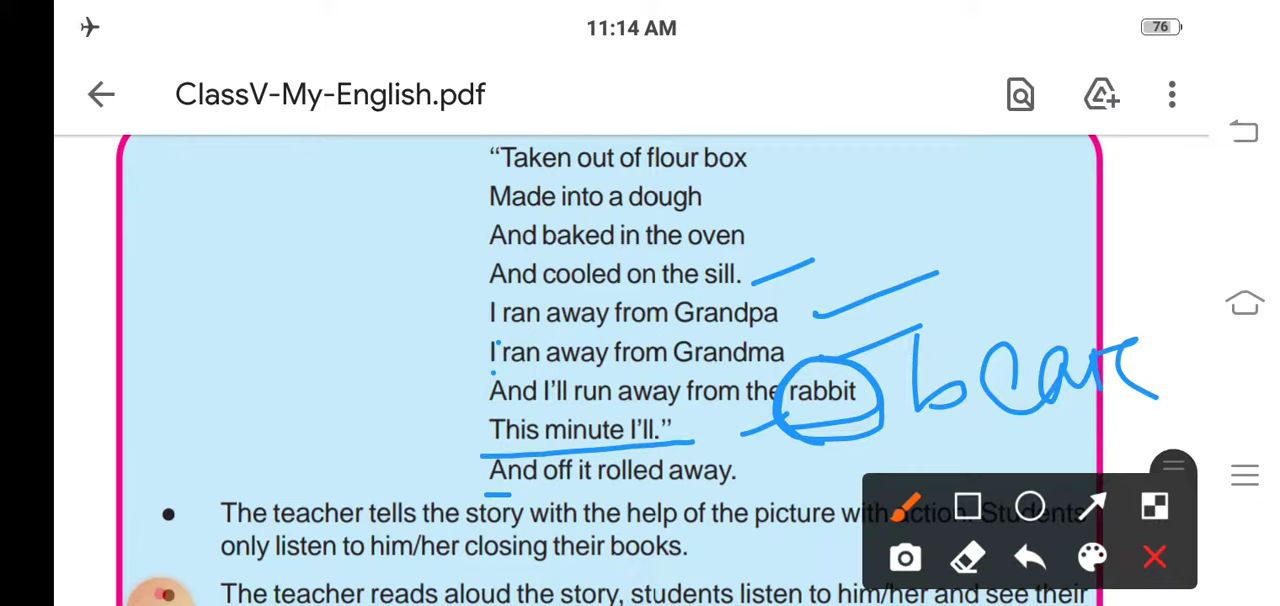 11:14 AM
76
ClassV-My-English.pdf
“Taken out of flour box
Made into a dough
And baked in the oven
And cooled on the sill.
I ran away from Grandpa
I ran away from Grandma
And I’ll run away from the rabbit
bear
This minute I’ll.”
And off it rolled away.
• The teacher tells the story with the help of the picture with action. Students
only listen to him/her closing their books.
• The teacher reads aloud the story, students listen to him/her and see their